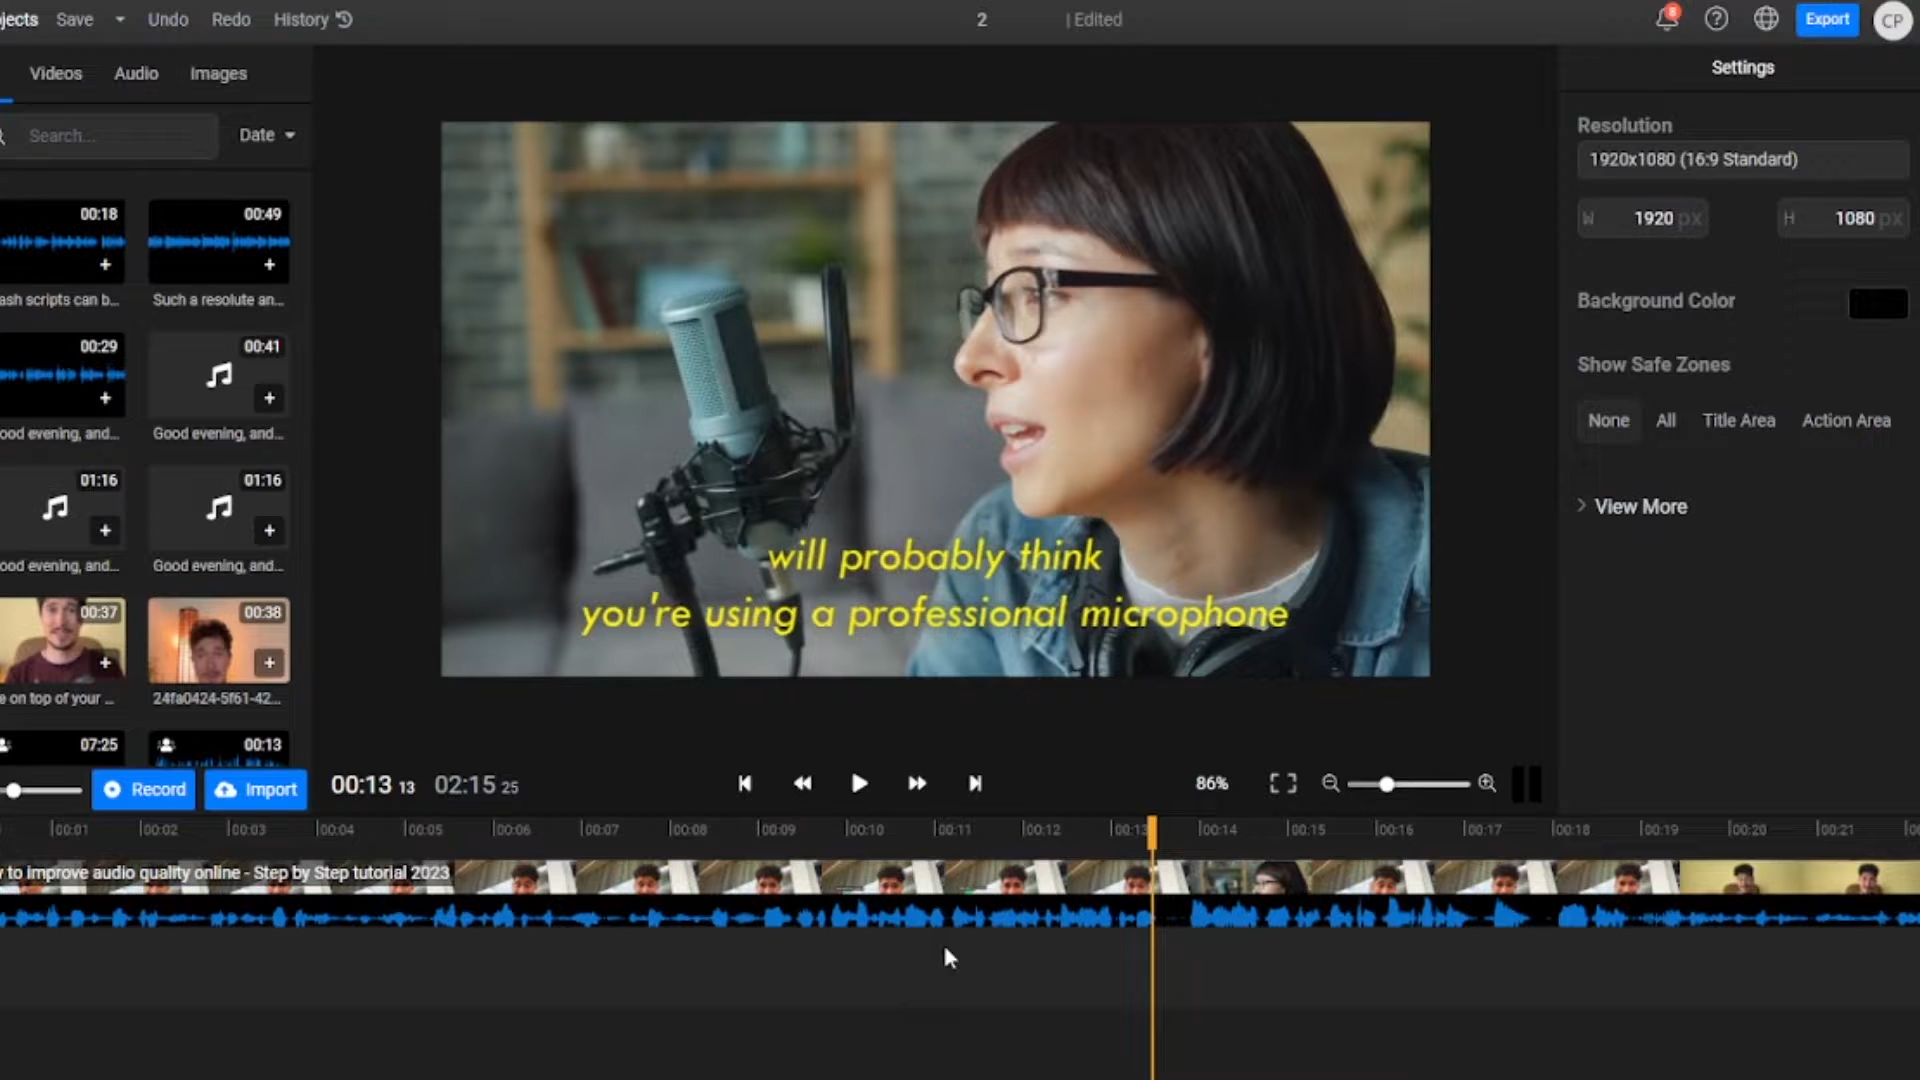 jects Save Undo Redo History 2 | Edited 8 Export CP
Videos Audio Images
Search... Date
00:18 00:49
ash scripts can b... Such a resolute an...
00:29 00:41
ood evening, and... Good evening, and...
01:16 01:16
ood evening, and... Good evening, and...
00:37 00:38
e on top of your ... 24fa0424-5f61-42...
07:25 00:13
Record Import
will probably think
you're using a professional microphone
Settings
Resolution
1920x1080 (16:9 Standard)
W 1920 px H 1080 px
Background Color
Show Safe Zones
None All Title Area Action Area
View More
00:13 13 02:15 25 86%
00:01 00:02 00:03 00:04 00:05 00:06 00:07 00:08 00:09 00:10 00:11 00:12 00:13 00:14 00:15 00:16 00:17 00:18 00:19 00:20 00:21
to improve audio quality online - Step by Step tutorial 2023